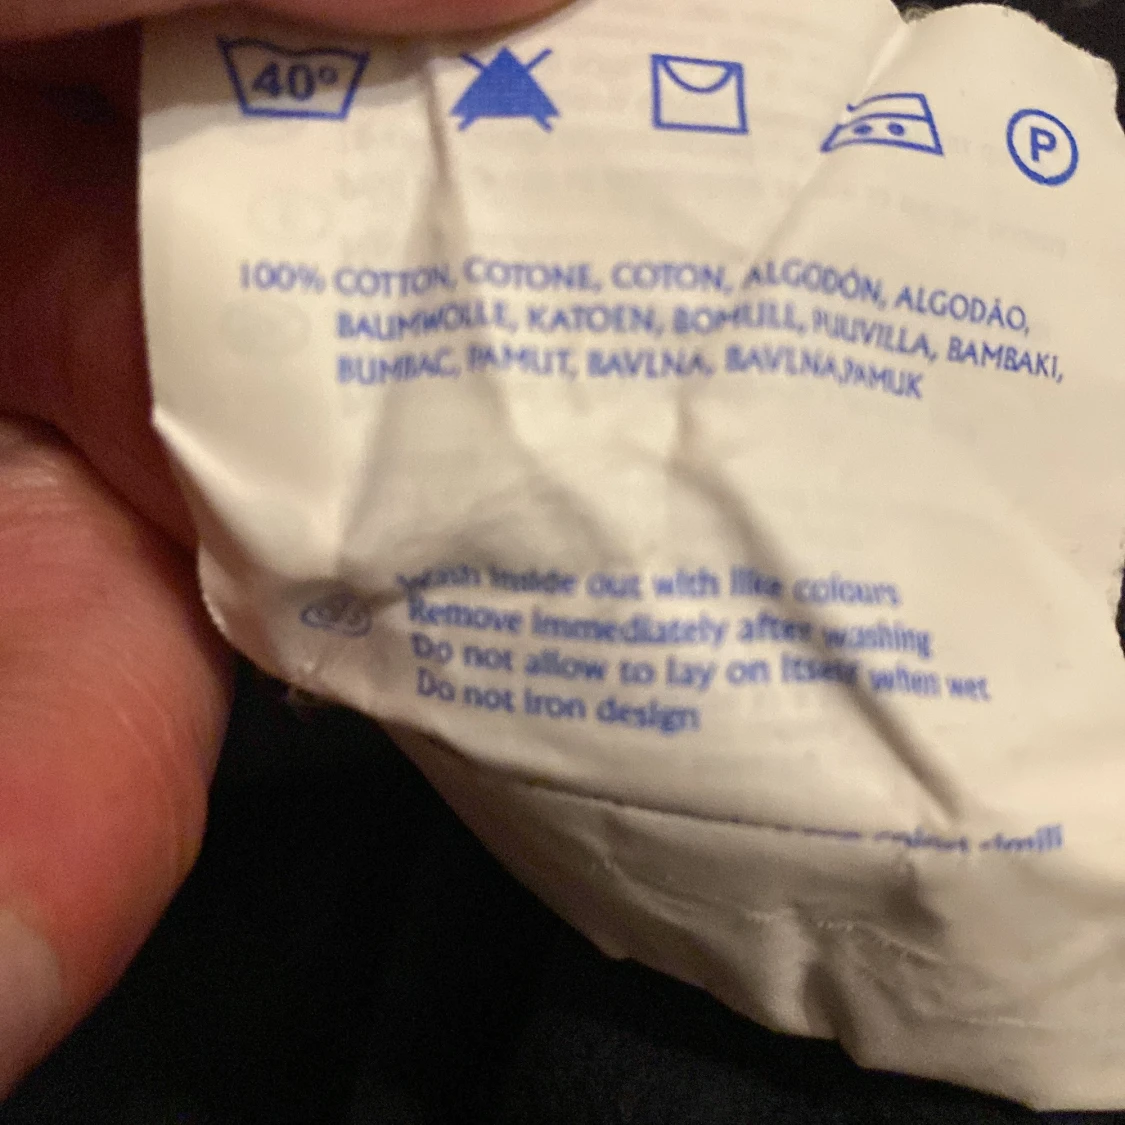 40°
P
100% COTTON, COTONE, COTON, ALGODÓN, ALGODÃO,
BAUMWOLLE, KATOEN, BOMULL, PUUVILLA, BAMBAKI,
BUMBAC, PAMUT, BAVLNA, BAVLNA,PAMUK
Wash inside out with like colours
Remove immediately after washing
Do not allow to lay on itself when wet
Do not iron design
colori simili